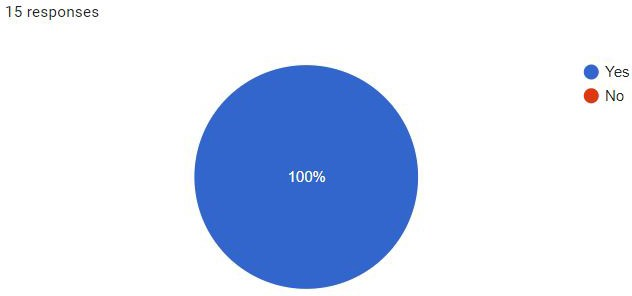 15 responses
Yes
No
100%